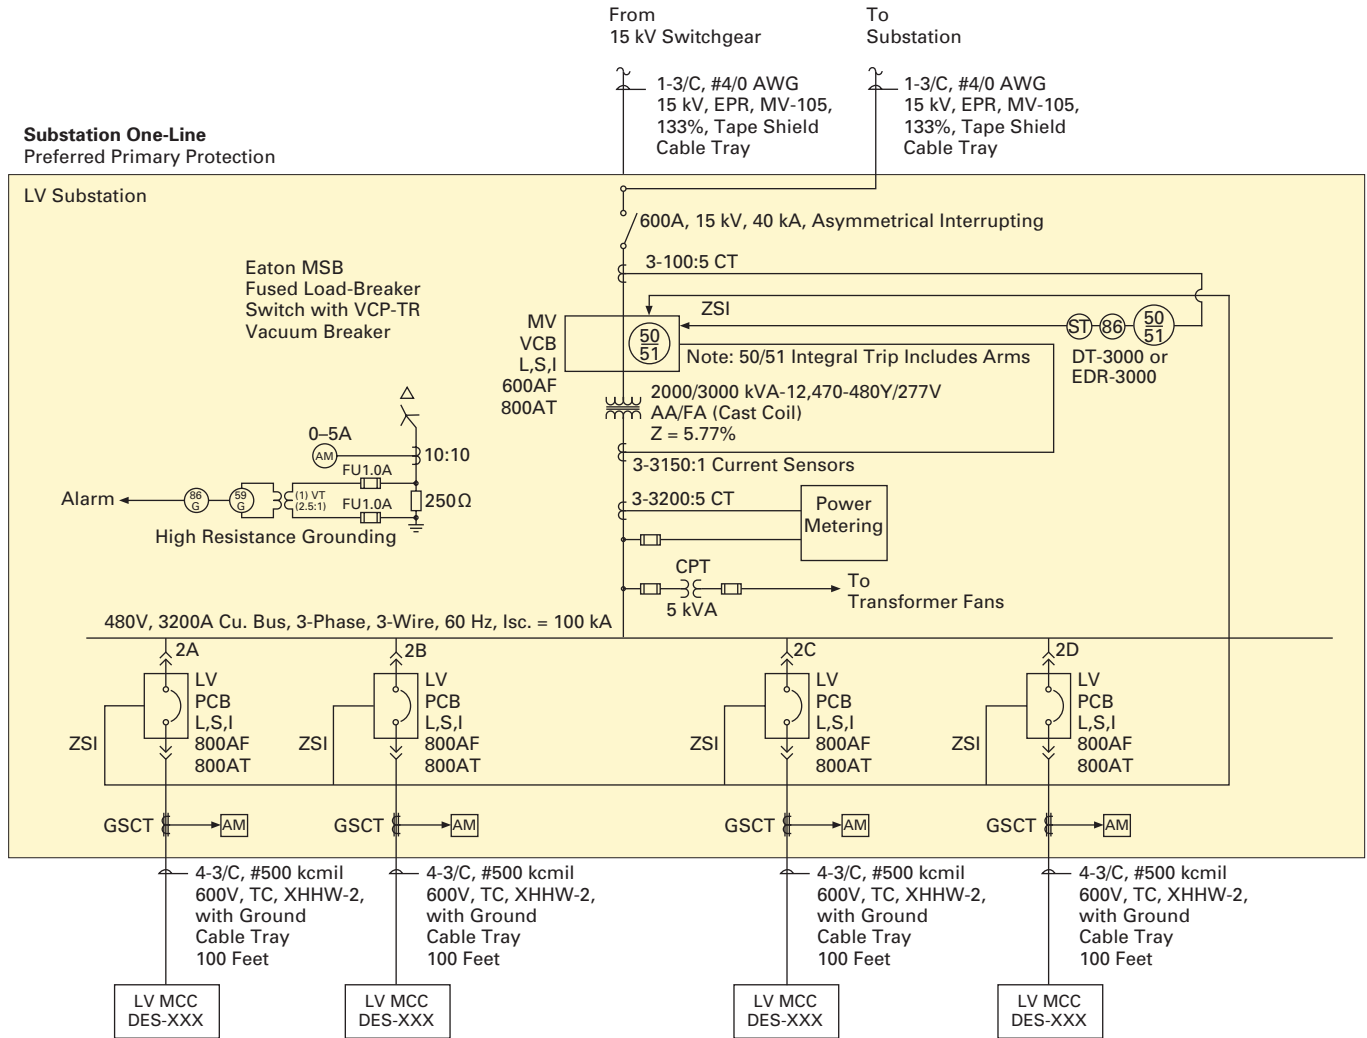 From
15 kV Switchgear
To
Substation
1-3/C, #4/0 AWG
15 kV, EPR, MV-105,
133%, Tape Shield
Cable Tray
1-3/C, #4/0 AWG
15 kV, EPR, MV-105,
133%, Tape Shield
Cable Tray
Substation One-Line
Preferred Primary Protection
LV Substation
600A, 15 kV, 40 kA, Asymmetrical Interrupting
Eaton MSB
Fused Load-Breaker
Switch with VCP-TR
Vacuum Breaker
3-100:5 CT
ZSI
MV
VCB
L,S,I
600AF
800AT
50
51
ST
86
50
51
DT-3000 or
EDR-3000
Note: 50/51 Integral Trip Includes Arms
2000/3000 kVA-12,470-480Y/277V
AA/FA (Cast Coil)
Z = 5.77%
3-3150:1 Current Sensors
0–5A
AM
10:10
FU1.0A
Alarm
86
G
59
G
(1) VT
(2.5:1)
FU1.0A
250Ω
High Resistance Grounding
3-3200:5 CT
Power
Metering
CPT
5 kVA
To
Transformer Fans
480V, 3200A Cu. Bus, 3-Phase, 3-Wire, 60 Hz, Isc. = 100 kA
2A
LV
PCB
L,S,I
800AF
800AT
ZSI
2B
LV
PCB
L,S,I
800AF
800AT
ZSI
2C
LV
PCB
L,S,I
800AF
800AT
ZSI
2D
LV
PCB
L,S,I
800AF
800AT
ZSI
GSCT
AM
GSCT
AM
GSCT
AM
GSCT
AM
4-3/C, #500 kcmil
600V, TC, XHHW-2,
with Ground
Cable Tray
100 Feet
4-3/C, #500 kcmil
600V, TC, XHHW-2,
with Ground
Cable Tray
100 Feet
4-3/C, #500 kcmil
600V, TC, XHHW-2,
with Ground
Cable Tray
100 Feet
4-3/C, #500 kcmil
600V, TC, XHHW-2,
with Ground
Cable Tray
100 Feet
LV MCC
DES-XXX
LV MCC
DES-XXX
LV MCC
DES-XXX
LV MCC
DES-XXX